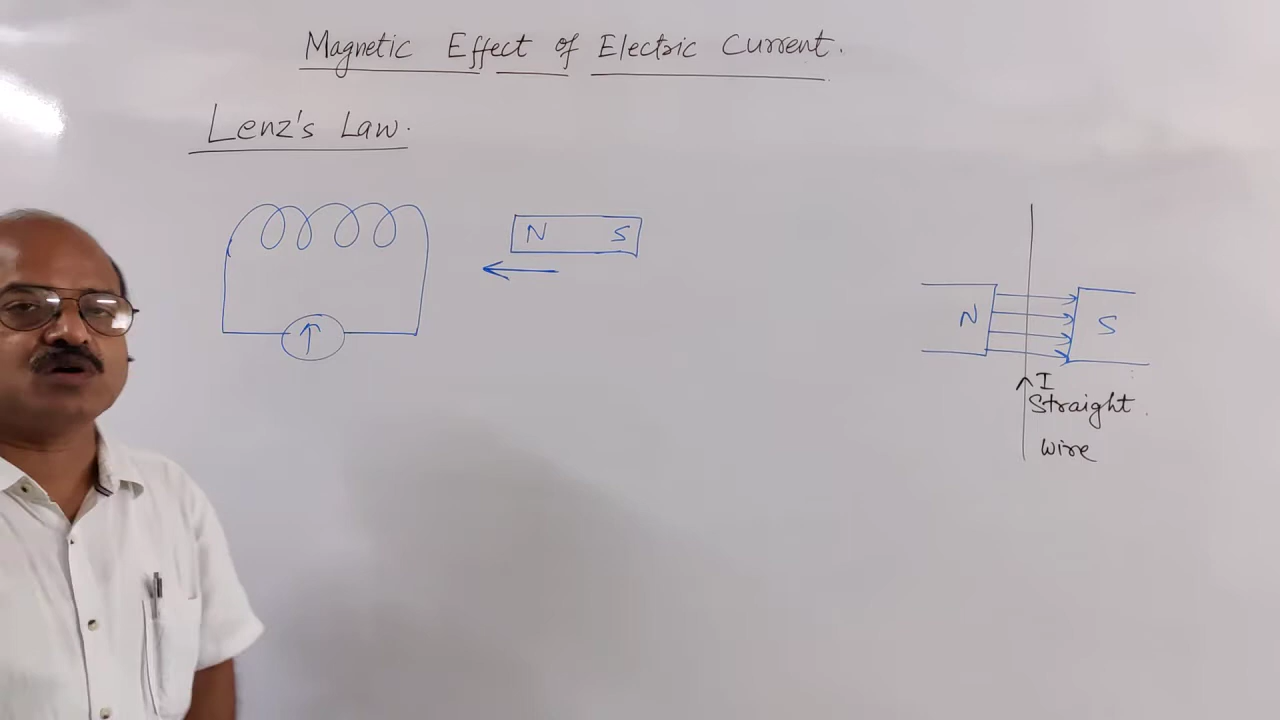 Magnetic Effect of Electric Current.
Lenz's Law.
N S
N S
I
Straight
wire